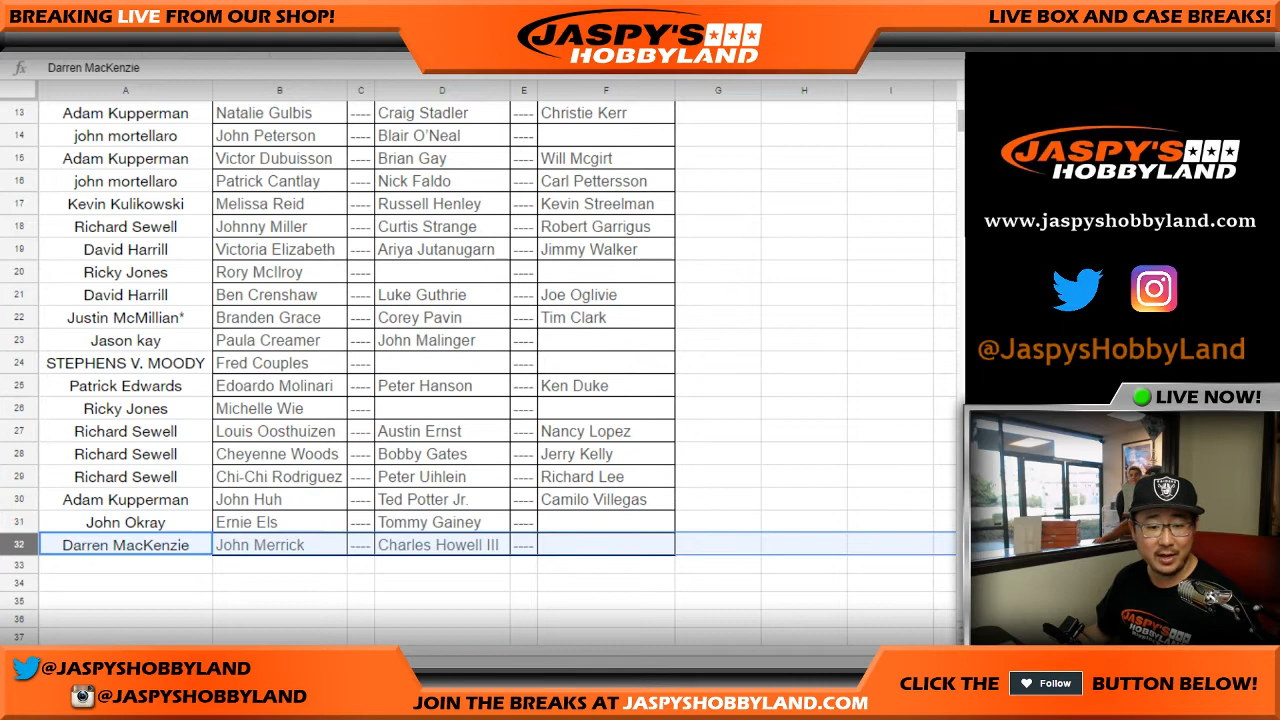 BREAKING LIVE FROM OUR SHOP!
JASPY'S
HOBBYLAND
LIVE BOX AND CASE BREAKS!
fx Darren MacKenzie
A B C D E F G H I
13 Adam Kupperman Natalie Gulbis ---- Craig Stadler ---- Christie Kerr
14 john mortellaro John Peterson ---- Blair O'Neal ----
15 Adam Kupperman Victor Dubuisson ---- Brian Gay ---- Will Mcgirt
16 john mortellaro Patrick Cantlay ---- Nick Faldo ---- Carl Pettersson
17 Kevin Kulikowski Melissa Reid ---- Russell Henley ---- Kevin Streelman
18 Richard Sewell Johnny Miller ---- Curtis Strange ---- Robert Garrigus
19 David Harrill Victoria Elizabeth ---- Ariya Jutanugarn ---- Jimmy Walker
20 Ricky Jones Rory McIlroy ---- ----
21 David Harrill Ben Crenshaw ---- Luke Guthrie ---- Joe Oglivie
22 Justin McMillian* Branden Grace ---- Corey Pavin ---- Tim Clark
23 Jason kay Paula Creamer ---- John Malinger ----
24 STEPHENS V. MOODY Fred Couples ---- ----
25 Patrick Edwards Edoardo Molinari ---- Peter Hanson ---- Ken Duke
26 Ricky Jones Michelle Wie ---- ----
27 Richard Sewell Louis Oosthuizen ---- Austin Ernst ---- Nancy Lopez
28 Richard Sewell Cheyenne Woods ---- Bobby Gates ---- Jerry Kelly
29 Richard Sewell Chi-Chi Rodriguez ---- Peter Uihlein ---- Richard Lee
30 Adam Kupperman John Huh ---- Ted Potter Jr. ---- Camilo Villegas
31 John Okray Ernie Els ---- Tommy Gainey ----
32 Darren MacKenzie John Merrick ---- Charles Howell III ----
33
34
35
36
37
JASPY'S
HOBBYLAND
www.jaspyshobbyland.com
@JaspysHobbyLand
LIVE NOW!
RAIDERS
JASPY'S
@JASPYSHOBBYLAND
@JASPYSHOBBYLAND
JOIN THE BREAKS AT JASPYSHOBBYLAND.COM
CLICK THE Follow BUTTON BELOW!